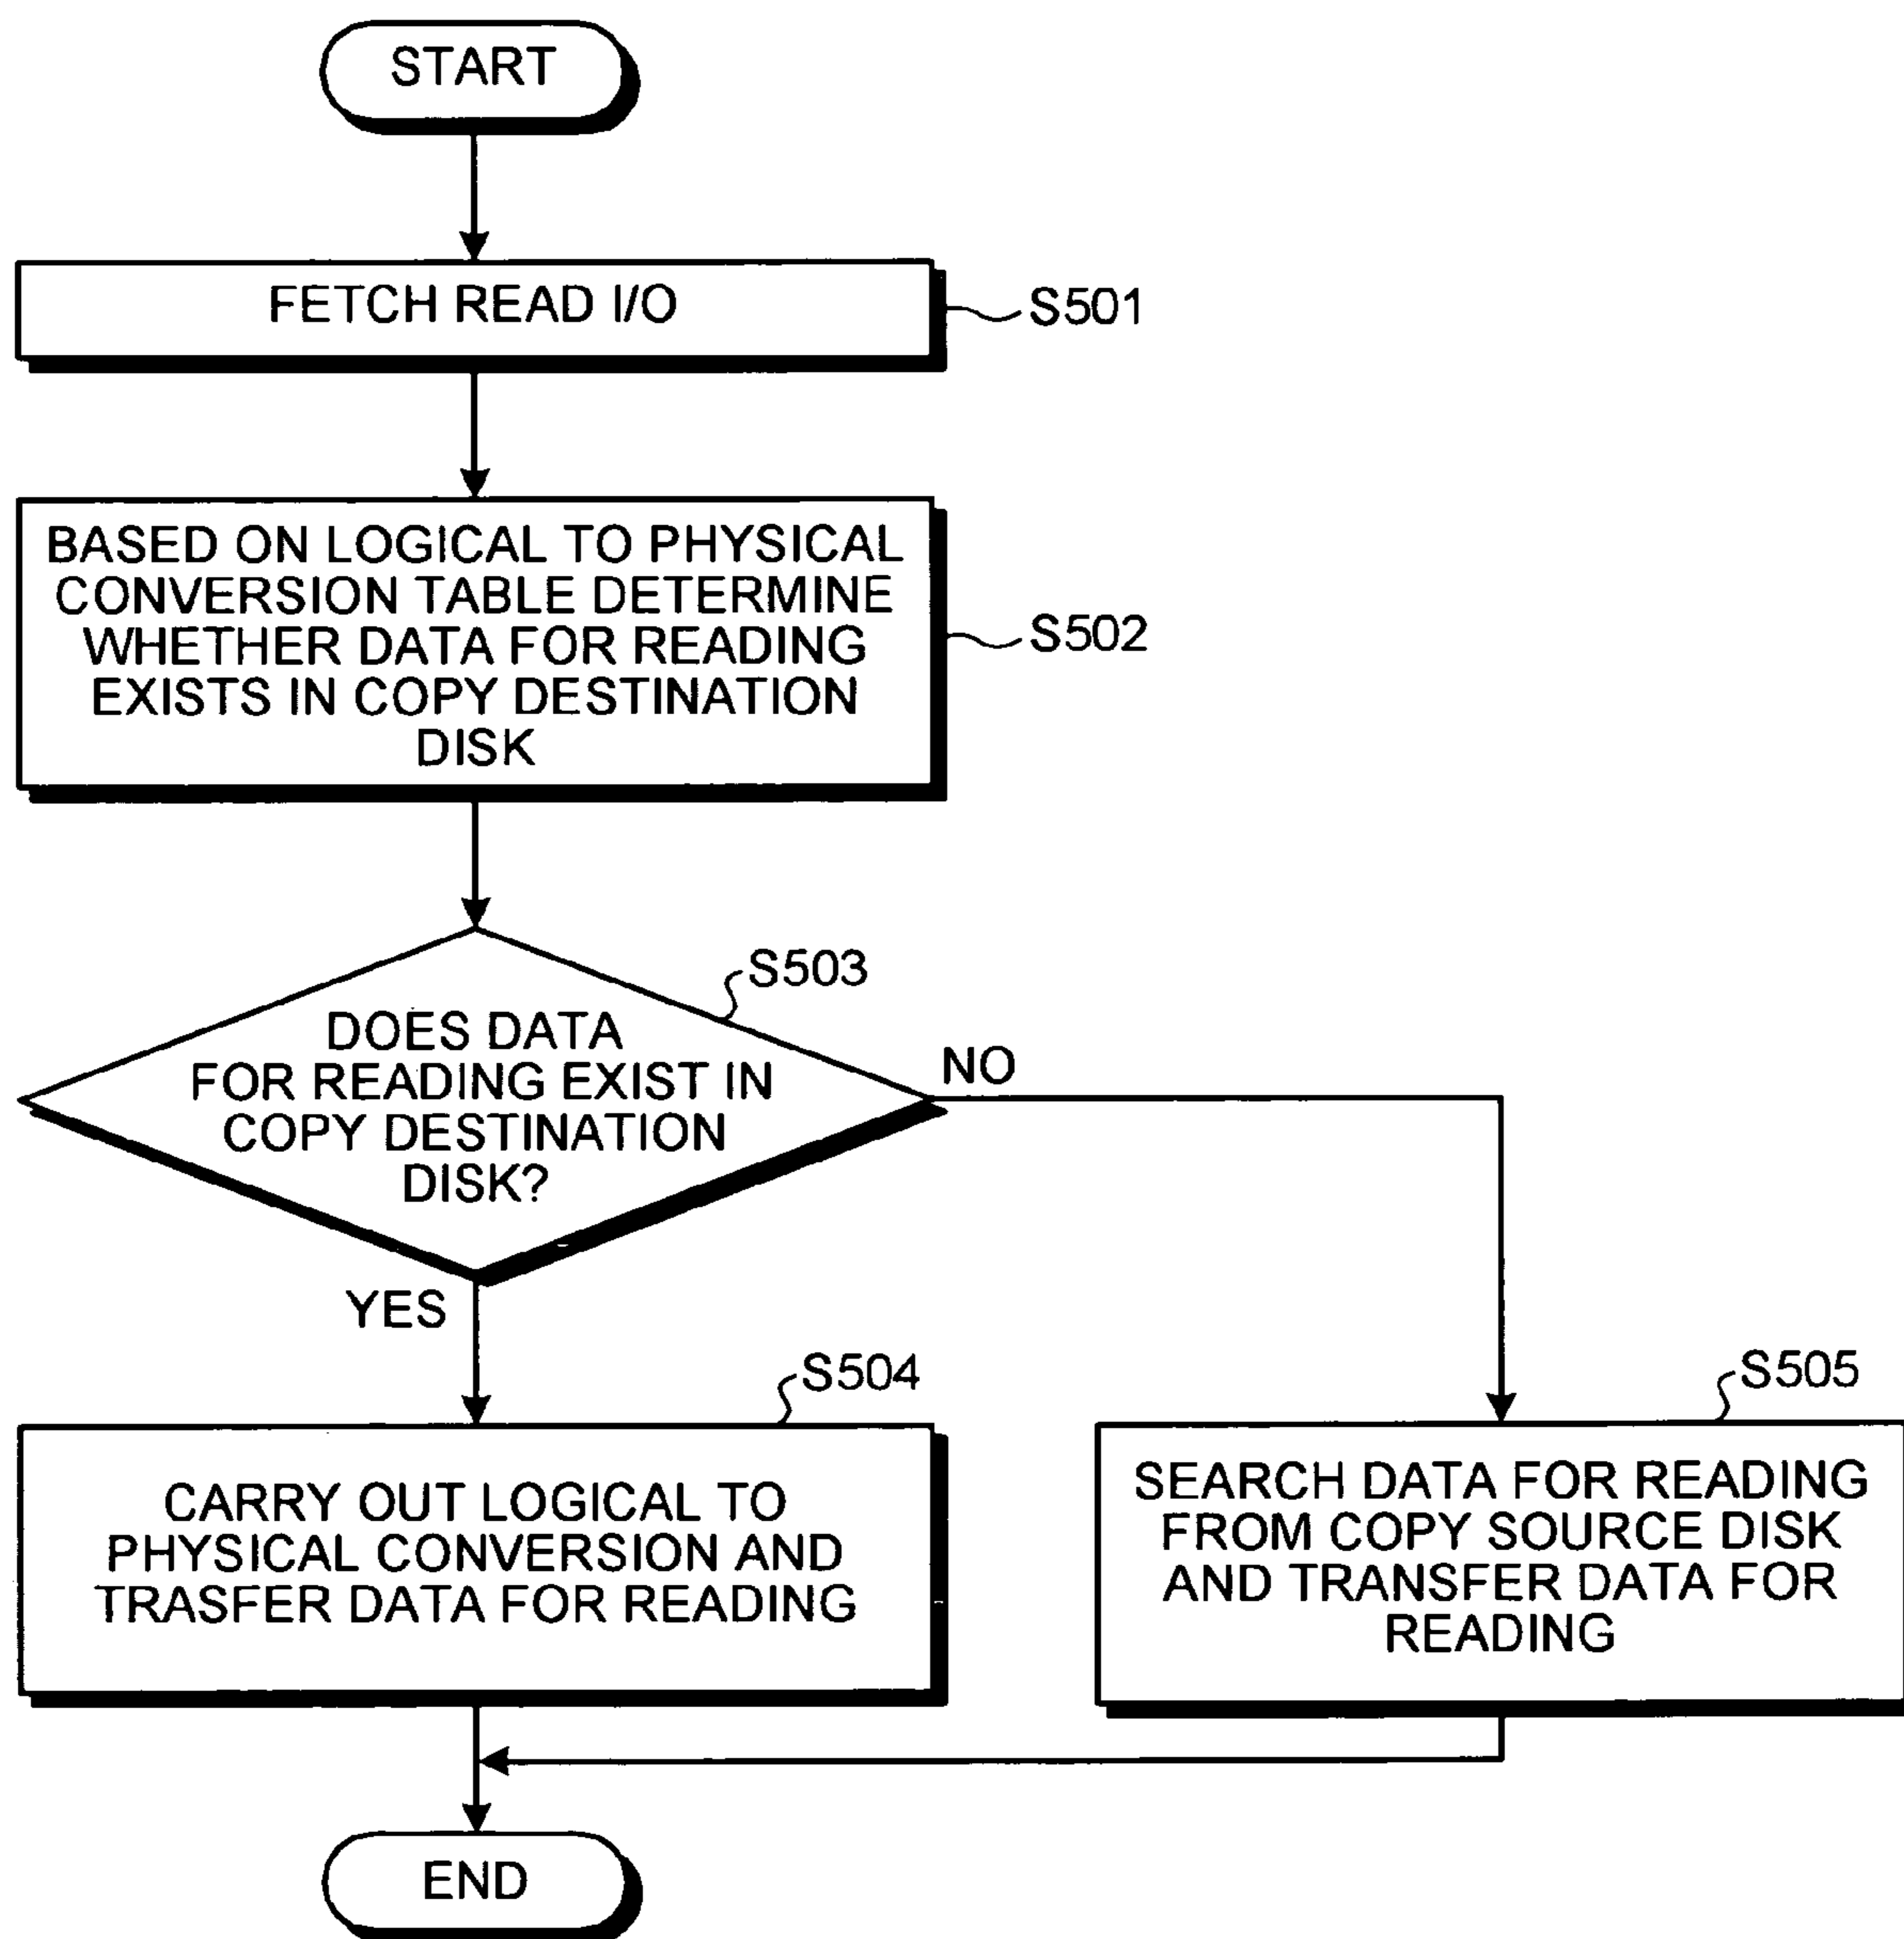 START
FETCH READ I/O
S501
BASED ON LOGICAL TO PHYSICAL
CONVERSION TABLE DETERMINE
WHETHER DATA FOR READING
EXISTS IN COPY DESTINATION
DISK
S502
S503
DOES DATA
FOR READING EXIST IN
COPY DESTINATION
DISK?
NO
YES
S504
CARRY OUT LOGICAL TO
PHYSICAL CONVERSION AND
TRASFER DATA FOR READING
S505
SEARCH DATA FOR READING
FROM COPY SOURCE DISK
AND TRANSFER DATA FOR
READING
END